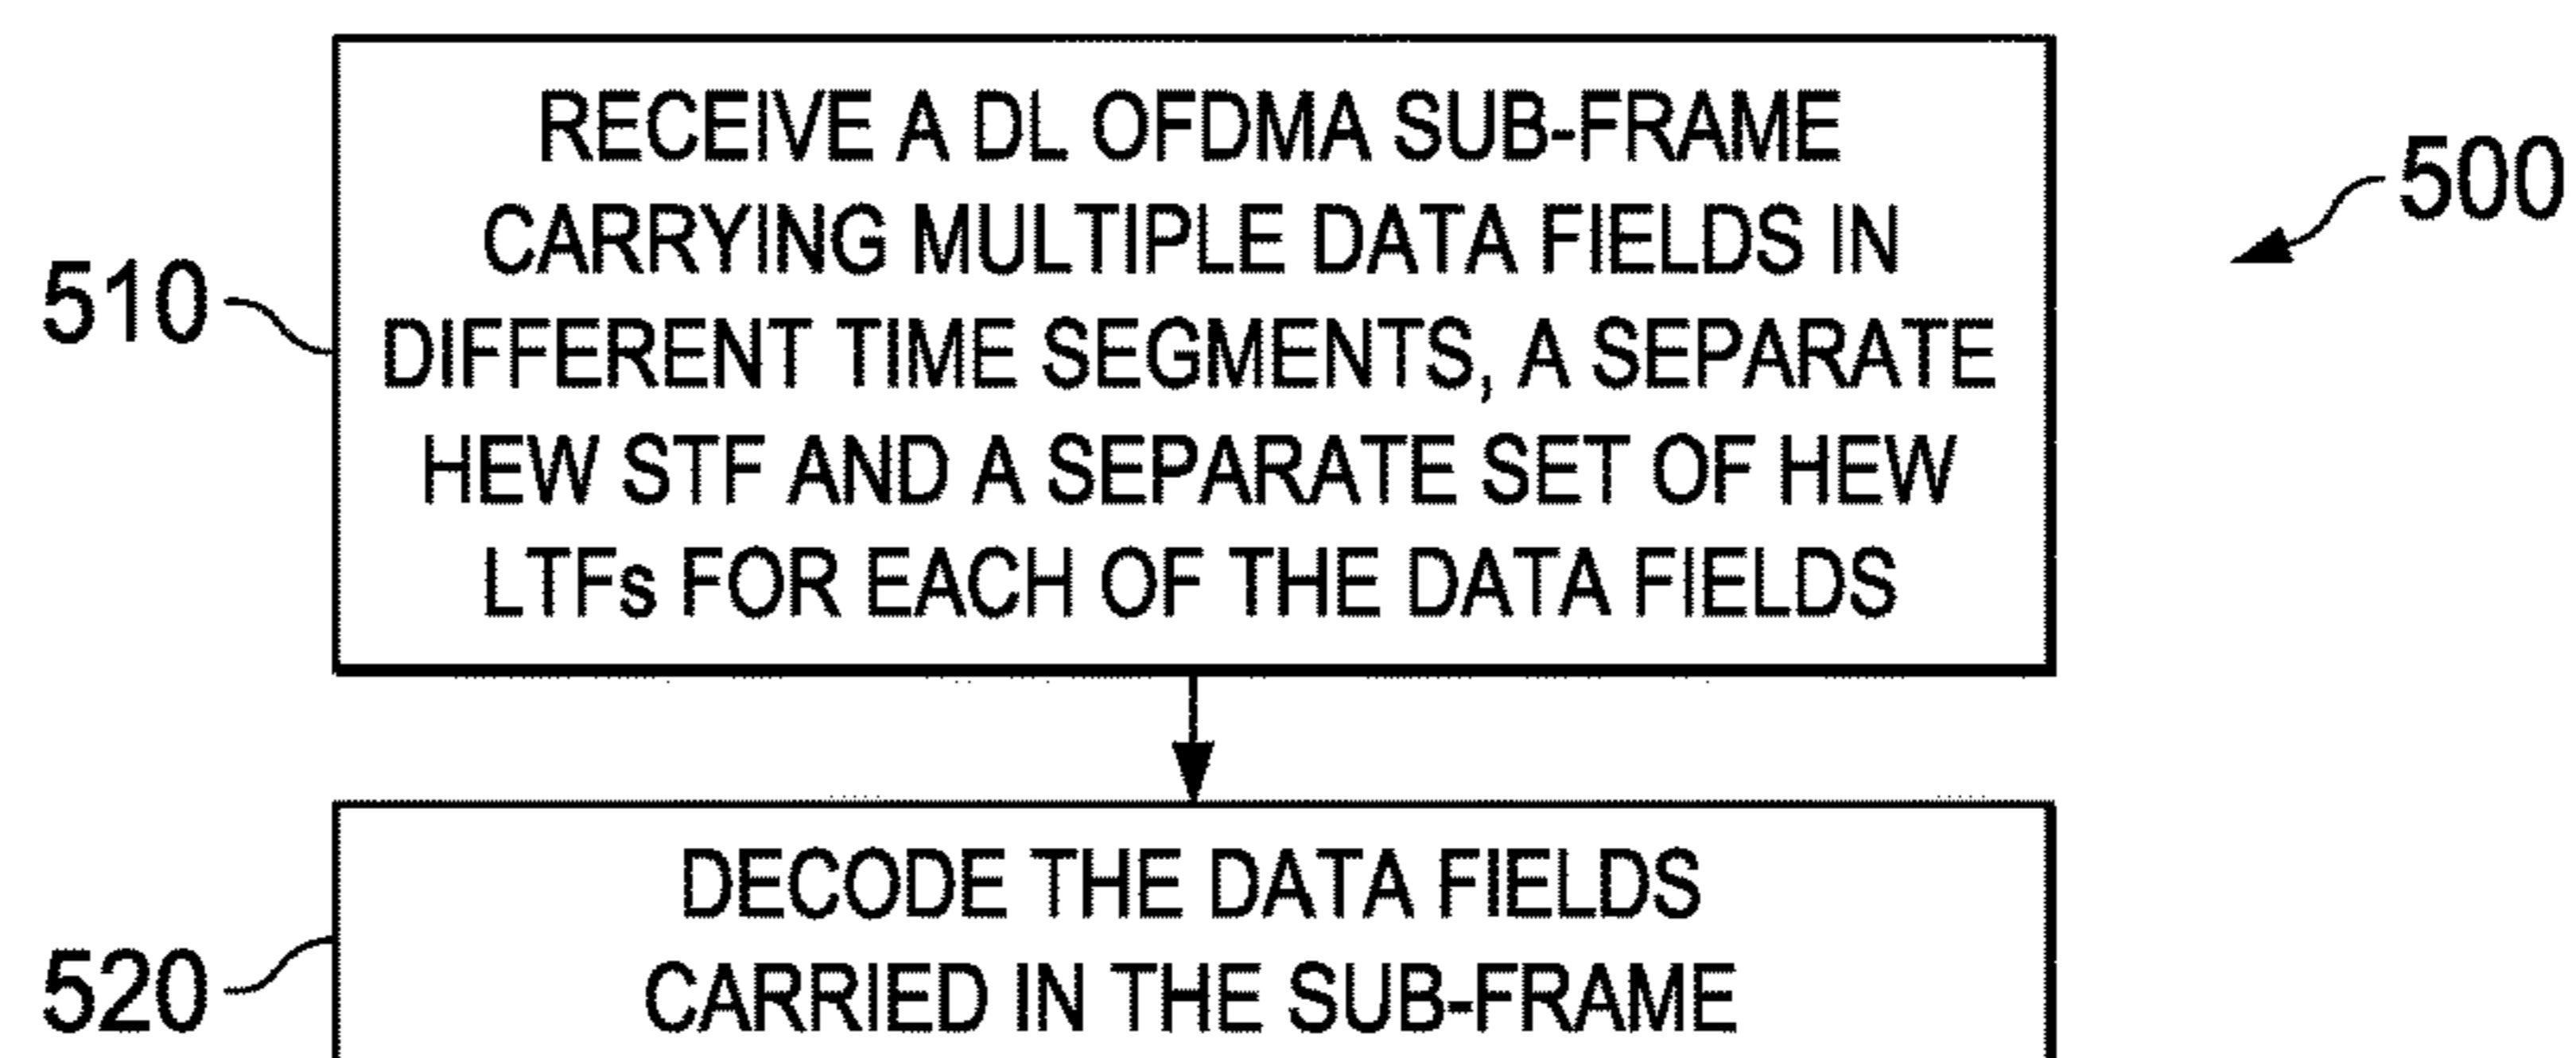 RECEIVE A DL OFDMA SUB-FRAME
CARRYING MULTIPLE DATA FIELDS IN
DIFFERENT TIME SEGMENTS, A SEPARATE
HEW STF AND A SEPARATE SET OF HEW
LTFs FOR EACH OF THE DATA FIELDS
500
510
DECODE THE DATA FIELDS
CARRIED IN THE SUB-FRAME
520